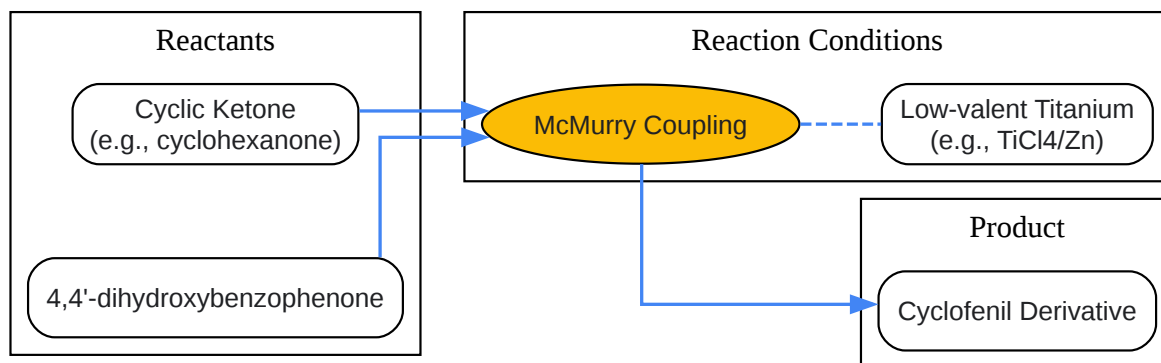 Reactants
Cyclic Ketone
(e.g., cyclohexanone)
4,4'-dihydroxybenzophenone
Reaction Conditions
McMurry Coupling
Low-valent Titanium
(e.g., TiCl4/Zn)
Product
Cyclofenil Derivative